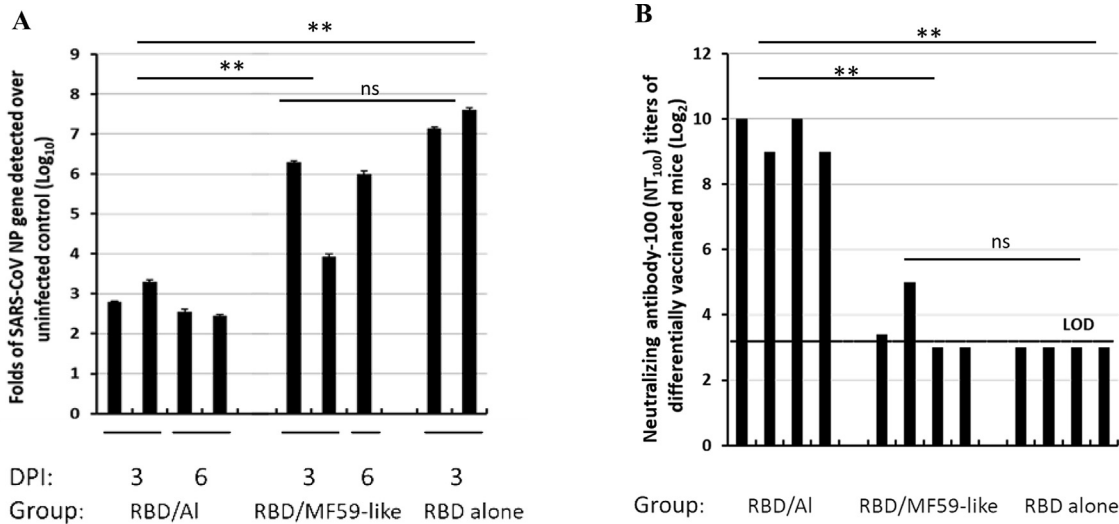 A
**
**
ns
Folds of SARS-CoV NP gene detected over
uninfected control (Log10)
9
8
7
6
5
4
3
2
1
0
DPI: 3 6 3 6 3
Group: RBD/Al RBD/MF59-like RBD alone
B
**
**
ns
LOD
Neutralizing antibody-100 (NT100) titers of
differentially vaccinated mice (Log2)
12
10
8
6
4
2
0
Group: RBD/Al RBD/MF59-like RBD alone